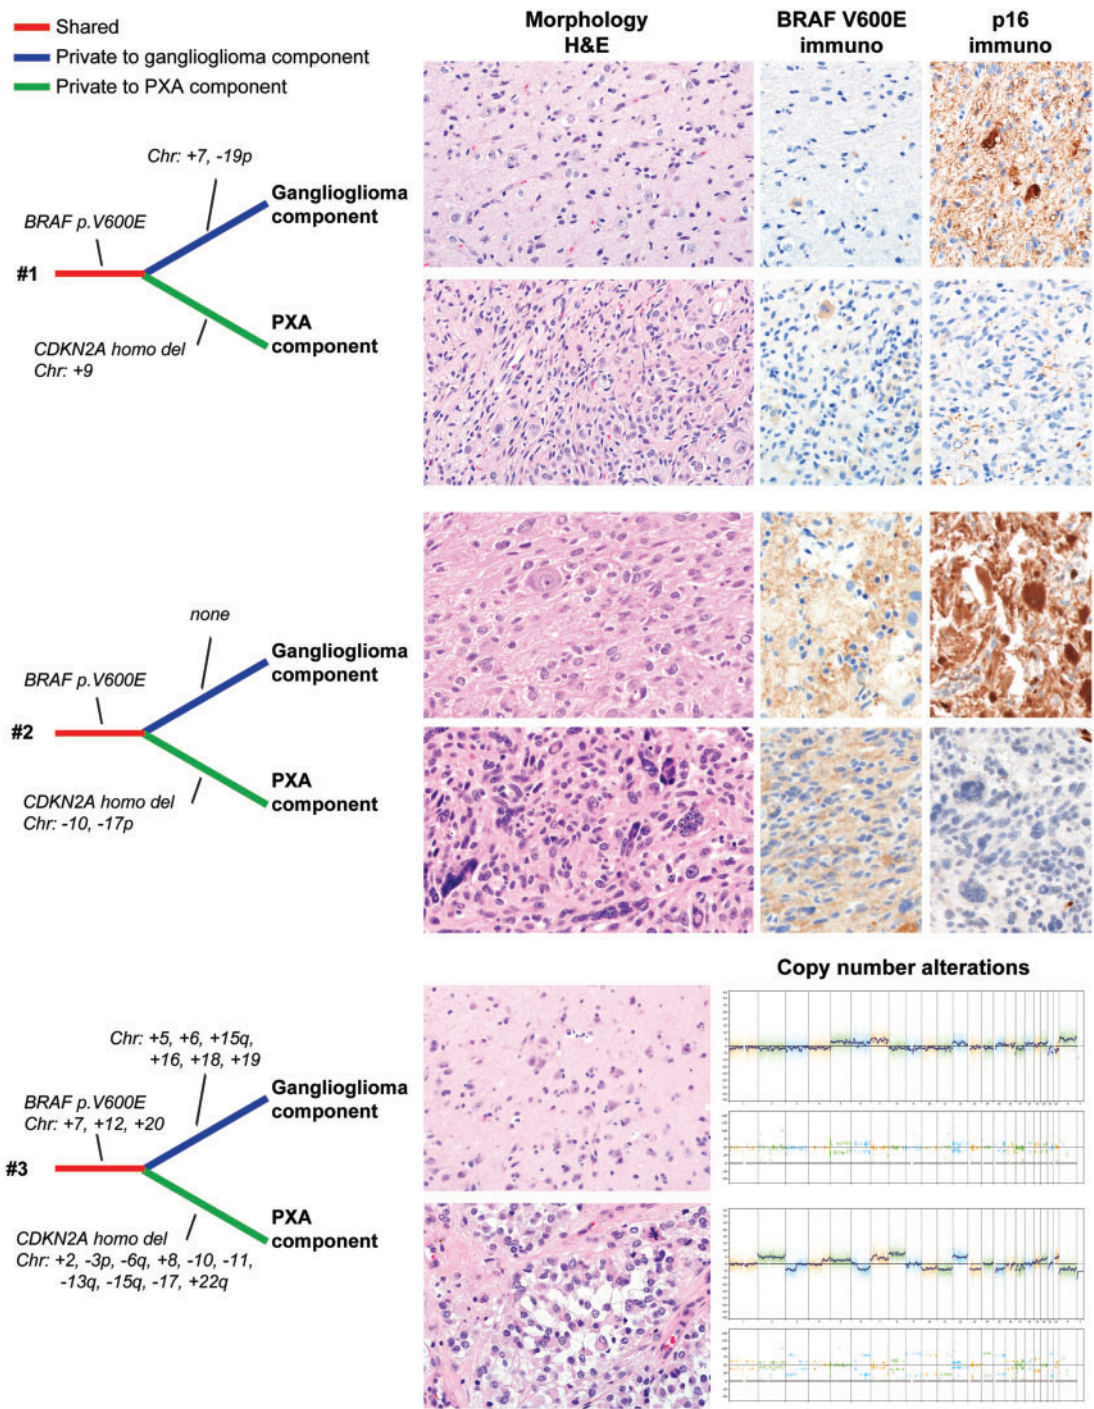 Shared
Private to ganglioglioma component
Private to PXA component
Morphology
H&E
BRAF V600E
immuno
p16
immuno
Chr: +7, -19p
Ganglioglioma
component
BRAF p.V600E
#1
PXA
component
CDKN2A homo del
Chr: +9
none
Ganglioglioma
component
BRAF p.V600E
#2
PXA
component
CDKN2A homo del
Chr: -10, -17p
Copy number alterations
Chr: +5, +6, +15q,
+16, +18, +19
Ganglioglioma
component
BRAF p.V600E
Chr: +7, +12, +20
#3
PXA
component
CDKN2A homo del
Chr: +2, -3p, -6q, +8, -10, -11,
-13q, -15q, -17, +22q